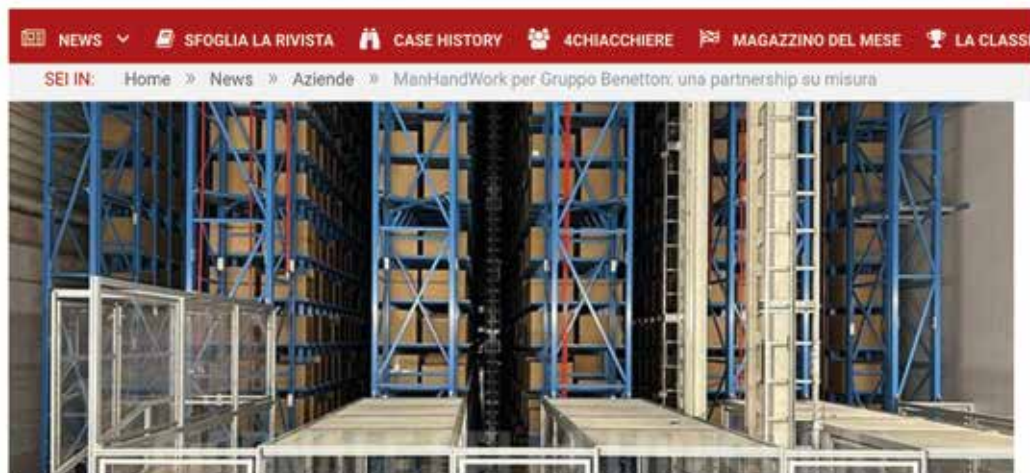 NEWS SFOGLIA LA RIVISTA CASE HISTORY 4CHIACCHIERE MAGAZZINO DEL MESE LA CLASS
SEI IN: Home » News » Aziende » ManHandWork per Gruppo Benetton: una partnership su misura